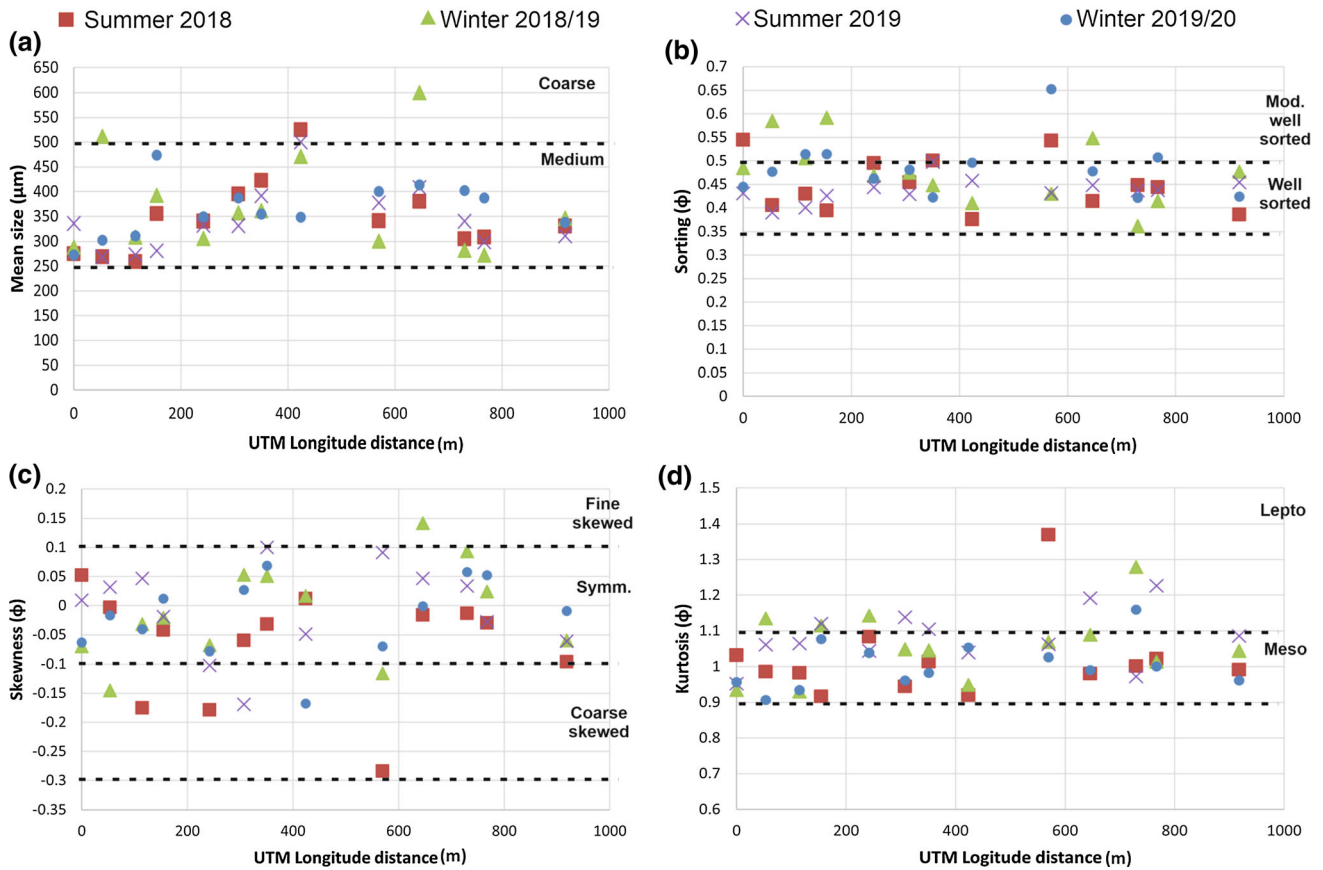 Summer 2018 Winter 2018/19 Summer 2019 Winter 2019/20
(a)
650
600
550
500
450
400
350
300
250
200
150
100
50
0
Mean size (μm)
Coarse
Medium
0 200 400 600 800 1000
UTM Longitude distance (m)
(b)
0.7
0.65
0.6
0.55
0.5
0.45
0.4
0.35
0.3
0.25
0.2
0.15
0.1
0.05
0
Sorting (ϕ)
Mod.
well
sorted
Well
sorted
0 200 400 600 800 1000
UTM Longitude distance (m)
(c)
0.2
0.15
0.1
0.05
0
-0.05
-0.1
-0.15
-0.2
-0.25
-0.3
-0.35
Skewness (ϕ)
Fine
skewed
Symm.
Coarse
skewed
0 200 400 600 800 1000
UTM Longitude distance (m)
(d)
1.5
1.4
1.3
1.2
1.1
1
0.9
0.8
0.7
0.6
Kurtosis (ϕ)
Lepto
Meso
0 200 400 600 800 1000
UTM Longitude distance (m)